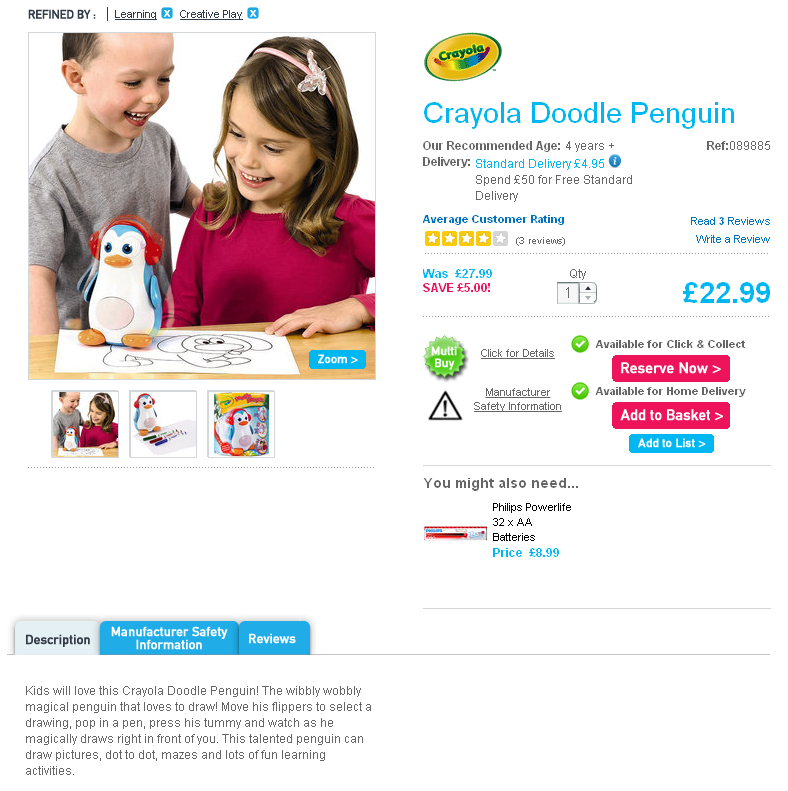 REFINED BY : | Learning Creative Play
Crayola
Crayola Doodle Penguin
Our Recommended Age: 4 years + Ref:089885
Delivery: Standard Delivery £4.95
Spend £50 for Free Standard
Delivery
Average Customer Rating Read 3 Reviews
(3 reviews) Write a Review
Was £27.99 Qty
SAVE £5.00! 1 £22.99
Zoom >
Multi
Buy
Click for Details
Available for Click & Collect
Reserve Now >
Manufacturer
Safety Information
Available for Home Delivery
Add to Basket >
Add to List >
You might also need...
Philips Powerlife
32 x AA
Batteries
Price £8.99
Description
Manufacturer Safety
Information
Reviews
Kids will love this Crayola Doodle Penguin! The wibbly wobbly
magical penguin that loves to draw! Move his flippers to select a
drawing, pop in a pen, press his tummy and watch as he
magically draws right in front of you. This talented penguin can
draw pictures, dot to dot, mazes and lots of fun learning
activities.